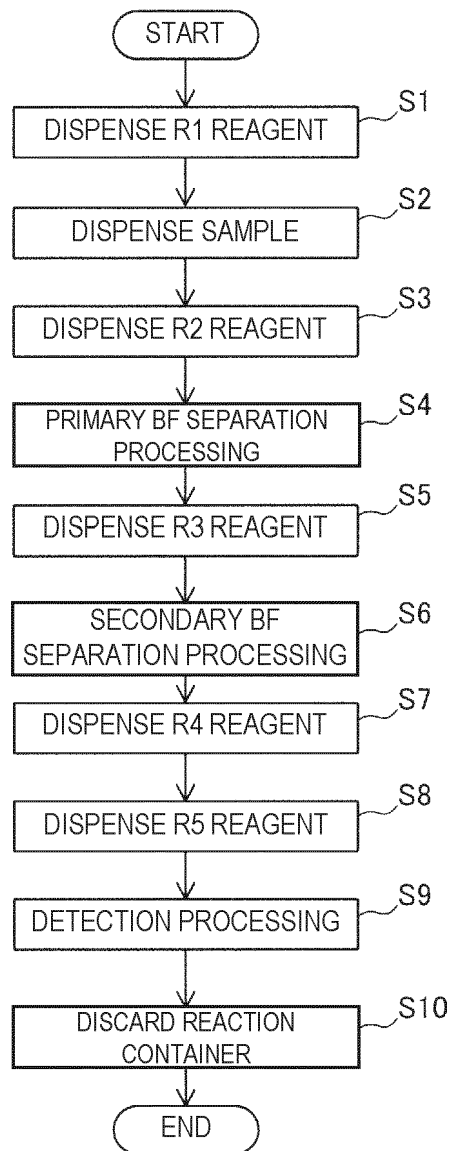 START
S1
DISPENSE R1 REAGENT
S2
DISPENSE SAMPLE
S3
DISPENSE R2 REAGENT
S4
PRIMARY BF SEPARATION
PROCESSING
S5
DISPENSE R3 REAGENT
S6
SECONDARY BF
SEPARATION PROCESSING
S7
DISPENSE R4 REAGENT
S8
DISPENSE R5 REAGENT
S9
DETECTION PROCESSING
S10
DISCARD REACTION
CONTAINER
END